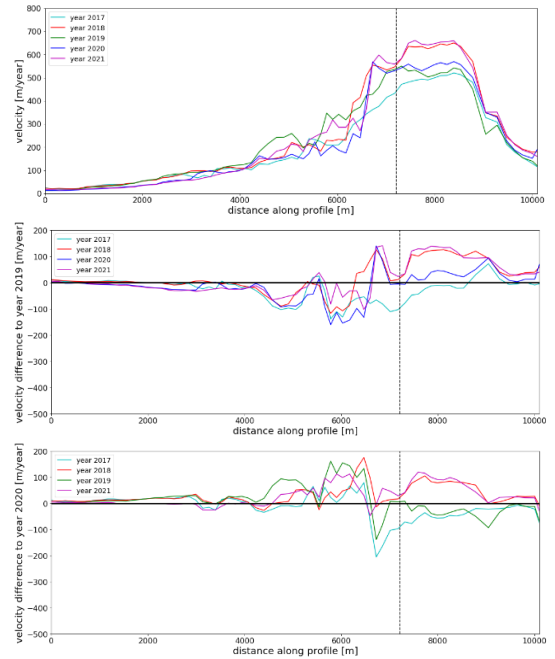 800
700
600
500
400
300
200
100
0
velocity [m/year]
year 2017
year 2018
year 2019
year 2020
year 2021
0 2000 4000 6000 8000 10000
distance along profile [m]
200
100
0
-100
-200
-300
-400
-500
velocity difference to year 2019 [m/year]
year 2017
year 2018
year 2020
year 2021
0 2000 4000 6000 8000 10000
distance along profile [m]
200
100
0
-100
-200
-300
-400
-500
velocity difference to year 2020 [m/year]
year 2017
year 2018
year 2019
year 2021
0 2000 4000 6000 8000 10000
distance along profile [m]